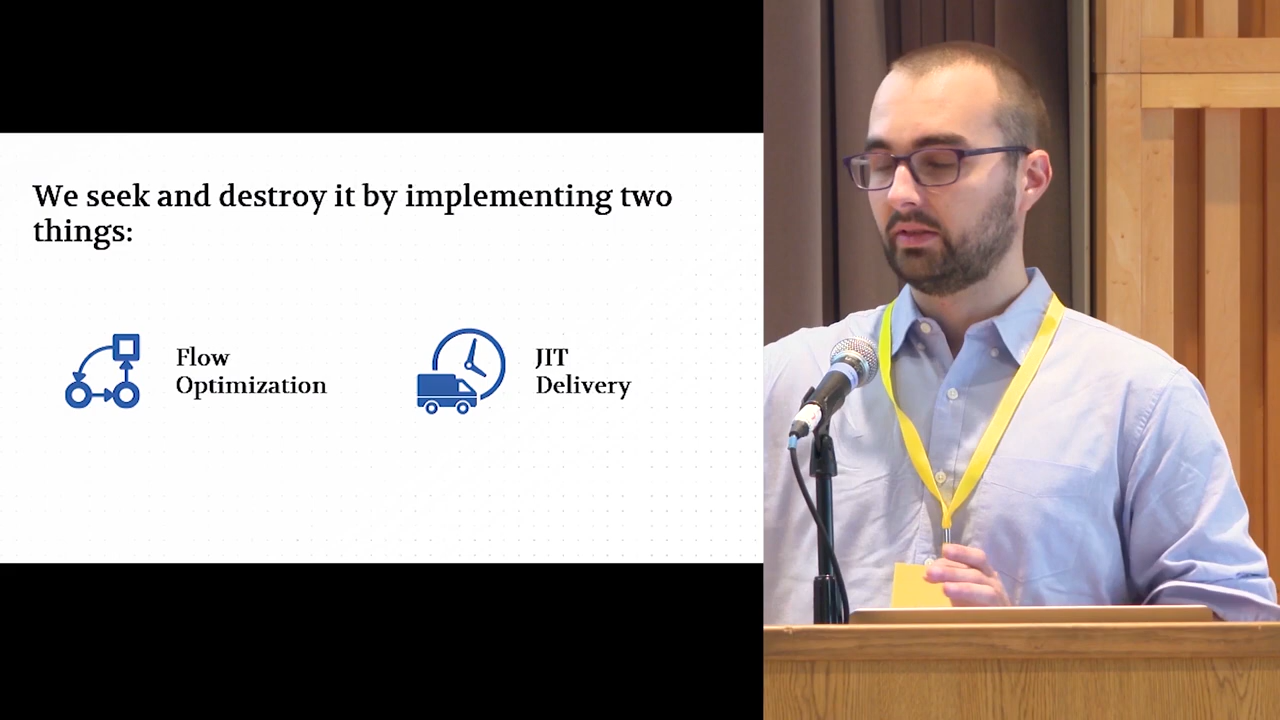 We seek and destroy it by implementing two
things:
Flow
Optimization
JIT
Delivery